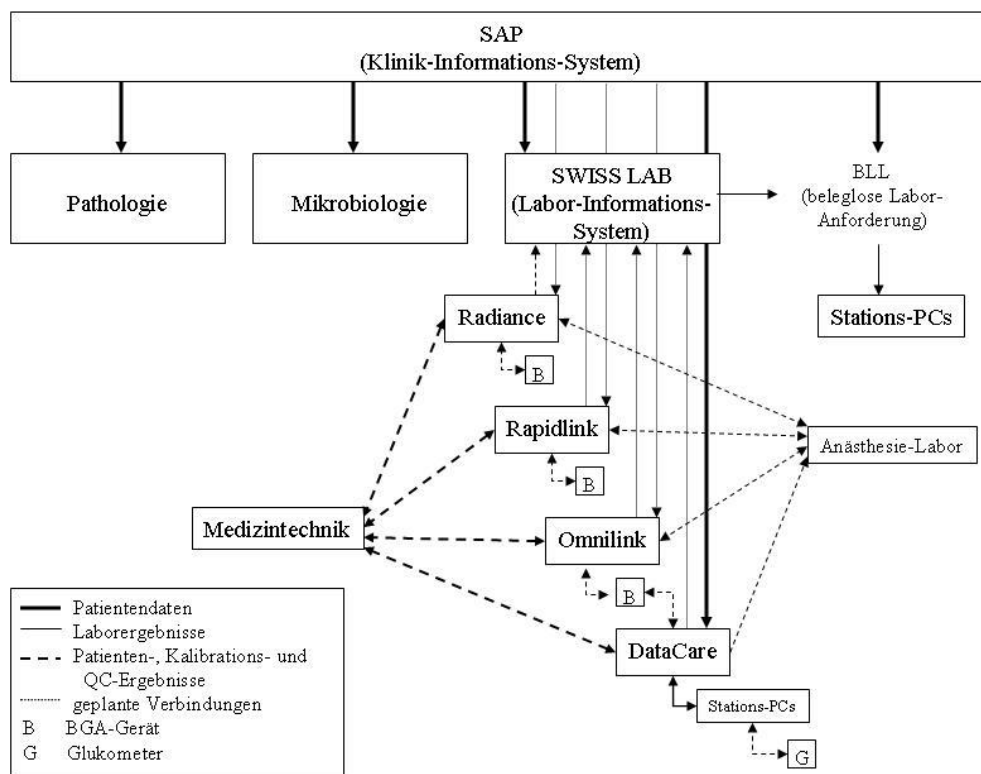 SAP
(Klinik-Informations-System)
Pathologie
Mikrobiologie
SWISS LAB
(Labor-Informations-
System)
BLL
(beleglose Labor-
Anforderung)
Stations-PCs
Radiance
B
Rapidlink
B
Anästhesie-Labor
Medizintechnik
Omnilink
B
DataCare
Stations-PCs
G
Patientendaten
Laborergebnisse
Patienten-, Kalibrations- und
QC-Ergebnisse
geplante Verbindungen
B BGA-Gerät
G Glukometer